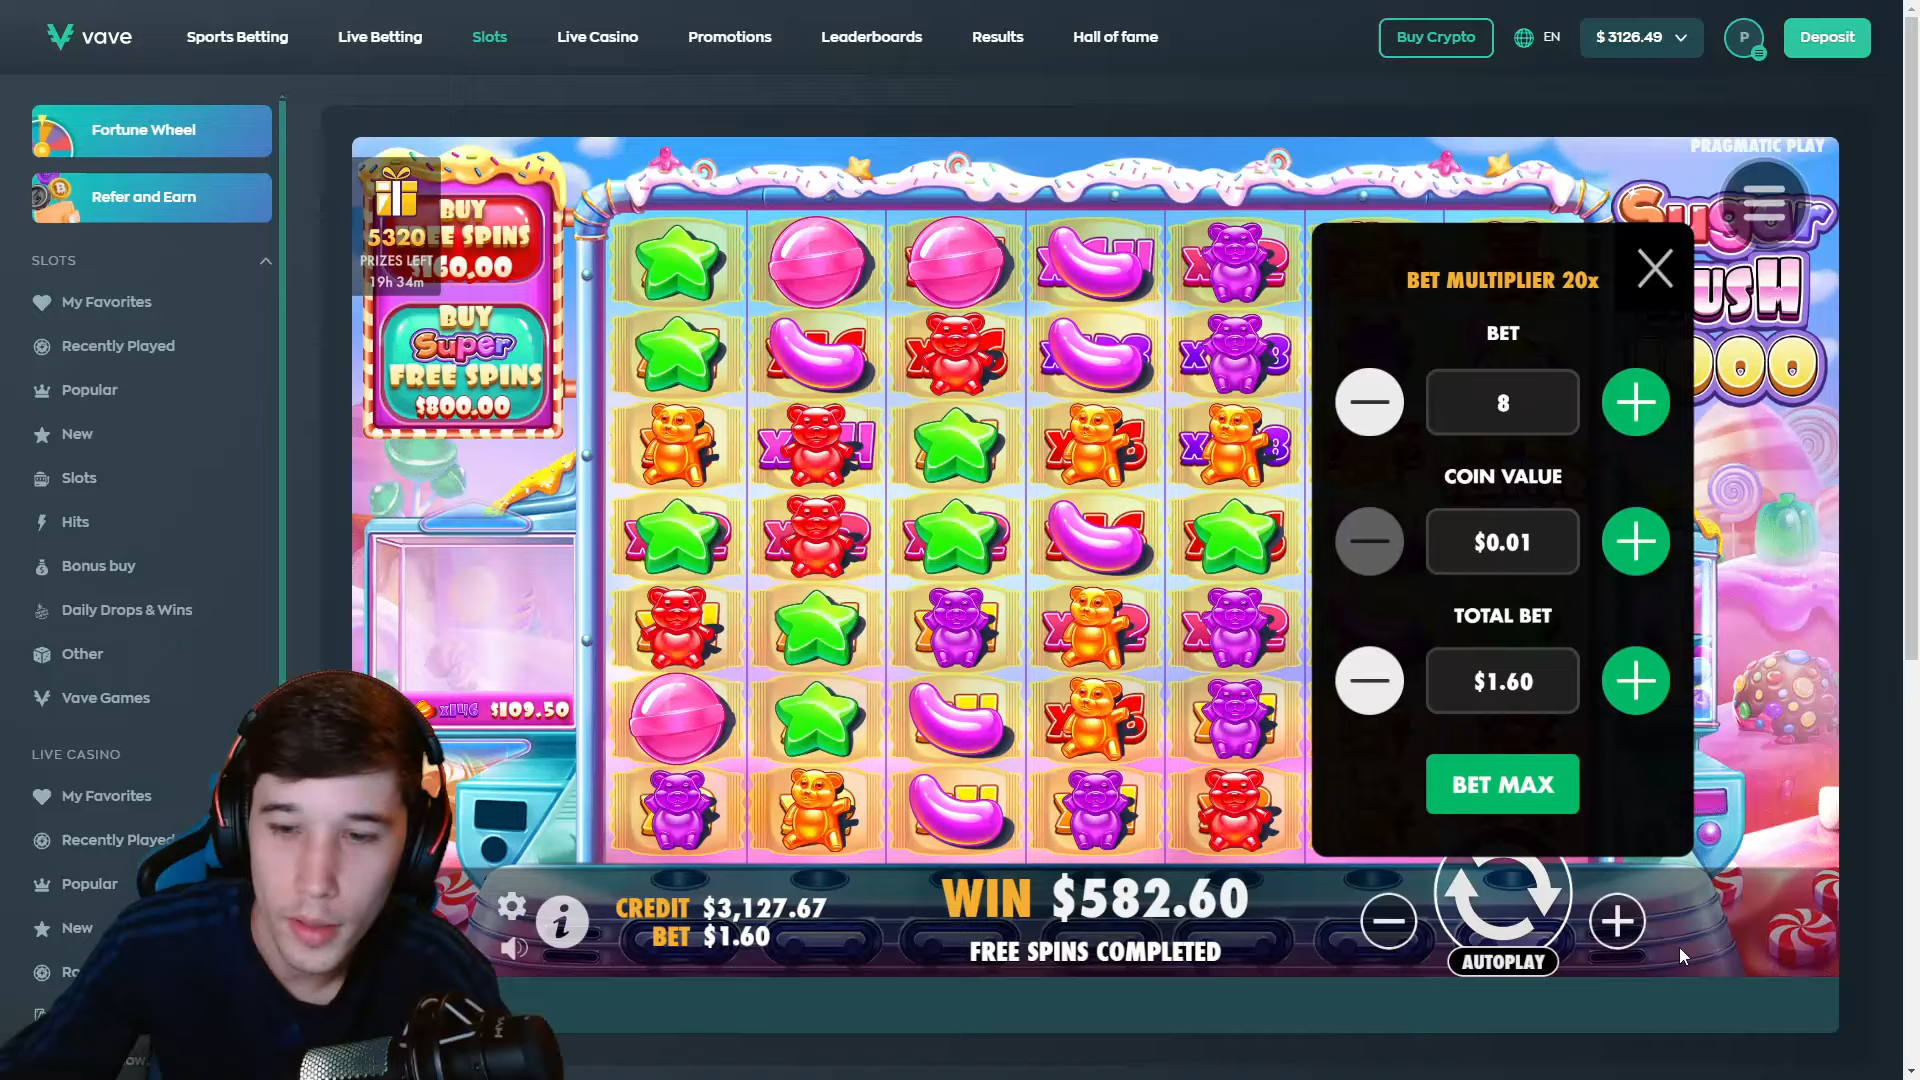 vave
Sports Betting
Live Betting
Slots
Live Casino
Promotions
Leaderboards
Results
Hall of fame
Buy Crypto
EN
$ 3126.49
P
Deposit
Fortune Wheel
Refer and Earn
SLOTS
My Favorites
Recently Played
Popular
New
Slots
Hits
Bonus buy
Daily Drops & Wins
Other
Vave Games
LIVE CASINO
My Favorites
Recently Played
Popular
New
PRAGMATIC PLAY
5320
PRIZES LEFT
19h 34m
BUY
SPINS
BUY
Super
FREE SPINS
$800.00
x146 $109.50
Sugar
BET MULTIPLIER 20x
BET
8
COIN VALUE
$0.01
TOTAL BET
$1.60
BET MAX
CREDIT $3,127.67
BET $1.60
WIN $582.60
FREE SPINS COMPLETED
AUTOPLAY